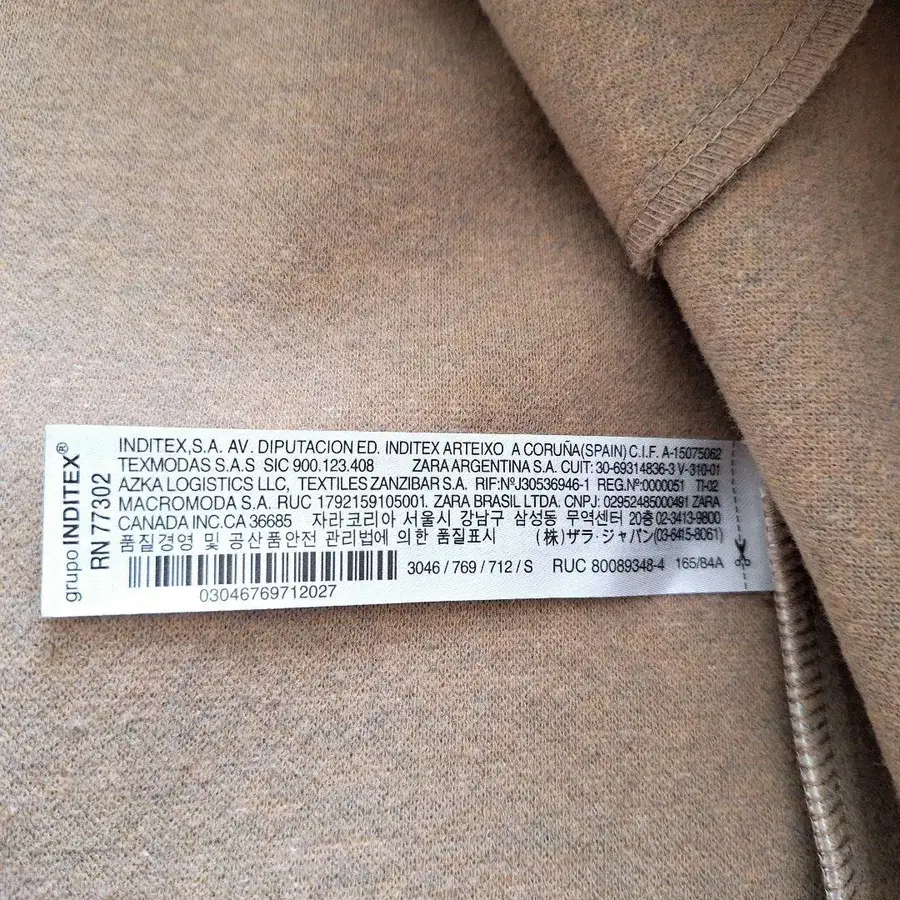 grupo INDITEX®
RN 77302
INDITEX,S.A. AV. DIPUTACION ED. INDITEX ARTEIXO A CORUÑA(SPAIN) C.I.F. A-15075062
TEXMODAS S.A.S SIC 900.123.408 ZARA ARGENTINA S.A. CUIT: 30-69314836-3 V-310-01
AZKA LOGISTICS LLC, TEXTILES ZANZIBAR S.A. RIF:NºJ30536946-1 REG.Nº0000051 TI-02
MACROMODA S.A. RUC 1792159105001. ZARA BRASIL LTDA. CNPJ: 02952485000491 ZARA
CANADA INC.CA 36685 자라코리아 서울시 강남구 삼성동 무역센터 20층 02-3413-9800
품질경영 및 공산품안전 관리법에 의한 품질표시 (株)ザラ・ジャパン(03-6415-8061)
3046 / 769 / 712 / S RUC 80089348-4 165/84A
03046769712027